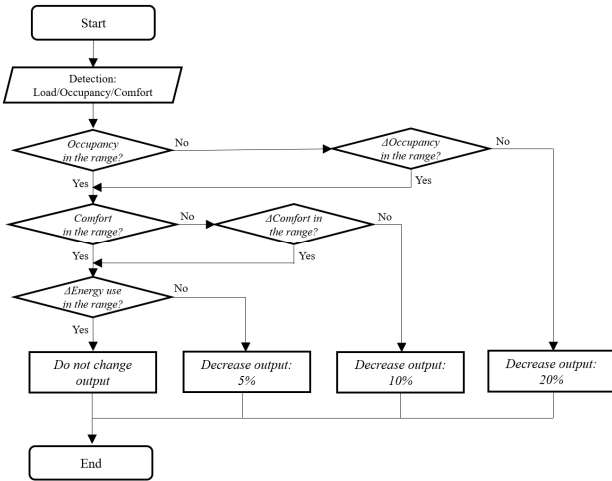 Start
Detection:
Load/Occupancy/Comfort
Occupancy
in the range?
No
ΔOccupancy
in the range?
No
Yes
Yes
Comfort
in the range?
No
ΔComfort in
the range?
No
Yes
Yes
ΔEnergy use
in the range?
No
Yes
Do not change
output
Decrease output:
5%
Decrease output:
10%
Decrease output:
20%
End